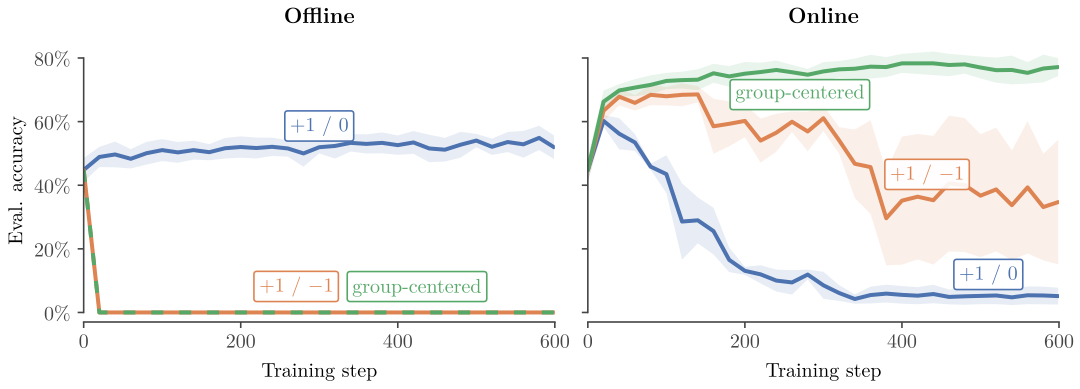 Offline
Online
Eval. accuracy
80%
60%
40%
20%
0%
+1 / 0
+1 / −1
group-centered
0
200
400
600
Training step
group-centered
+1 / −1
+1 / 0
0
200
400
600
Training step